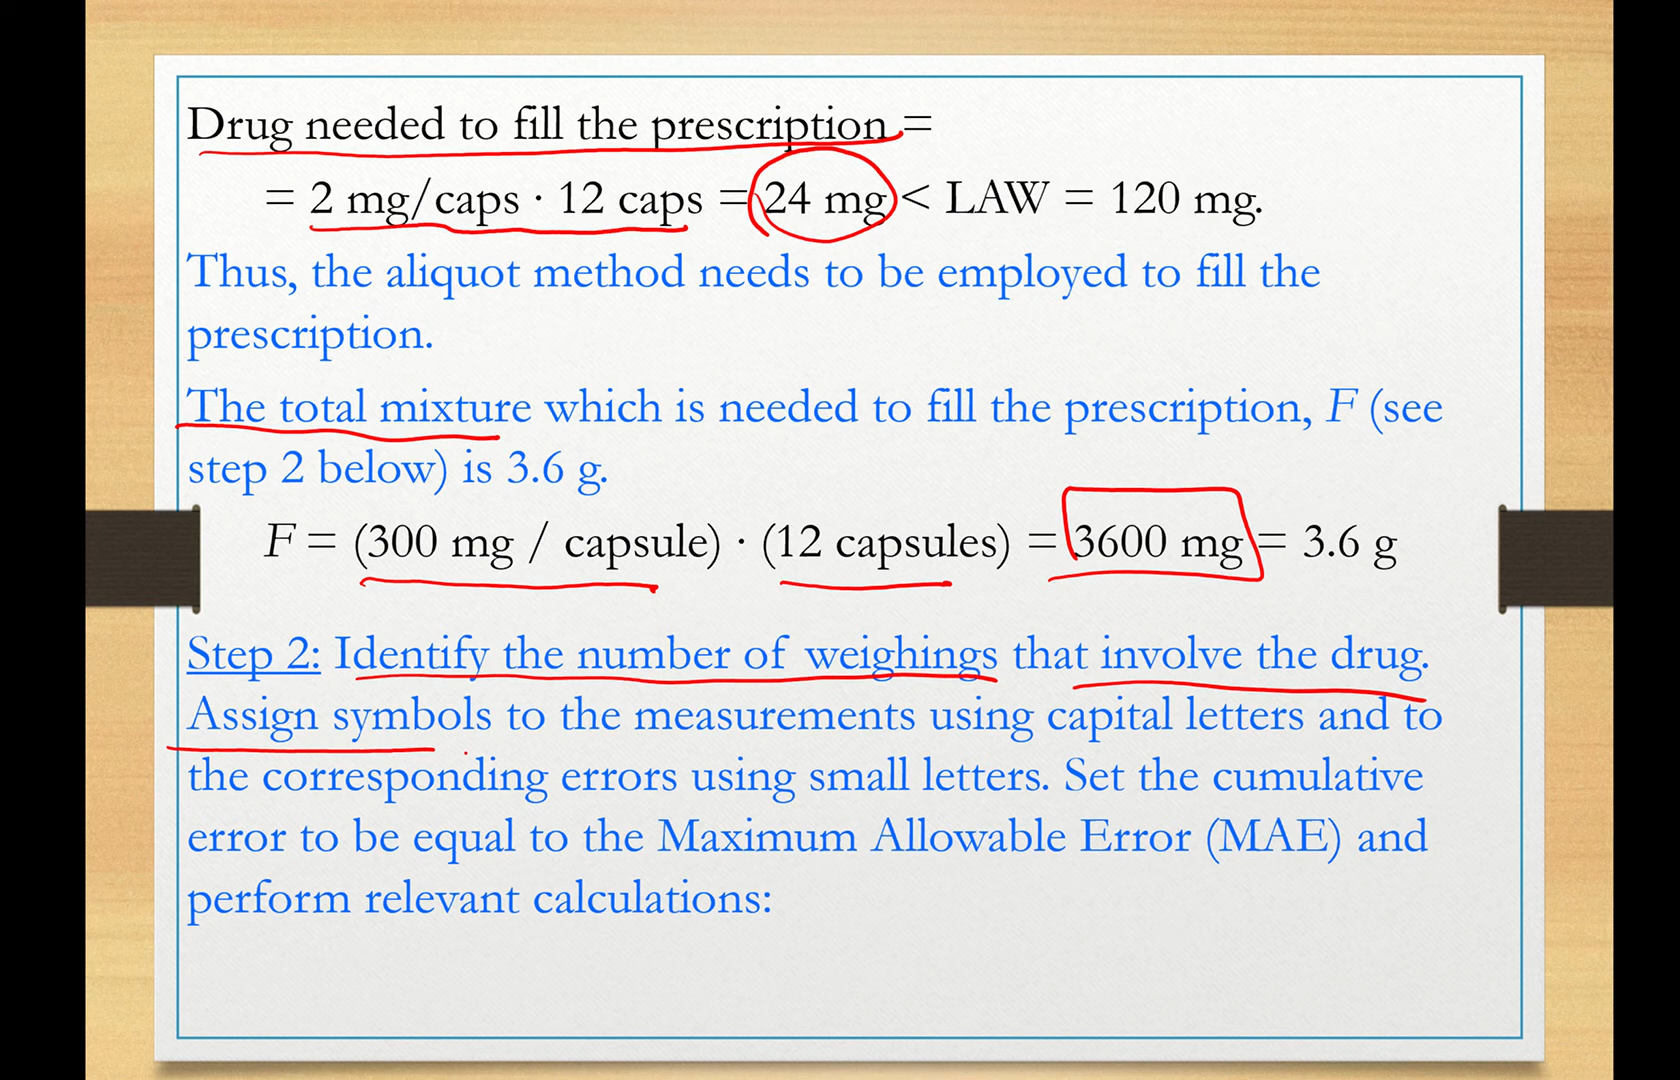 Drug needed to fill the prescription =
= 2 mg/caps · 12 caps = 24 mg < LAW = 120 mg.
Thus, the aliquot method needs to be employed to fill the
prescription.
The total mixture which is needed to fill the prescription, F (see
step 2 below) is 3.6 g.
F = (300 mg / capsule) · (12 capsules) = 3600 mg = 3.6 g
Step 2: Identify the number of weighings that involve the drug.
Assign symbols to the measurements using capital letters and to
the corresponding errors using small letters. Set the cumulative
error to be equal to the Maximum Allowable Error (MAE) and
perform relevant calculations: